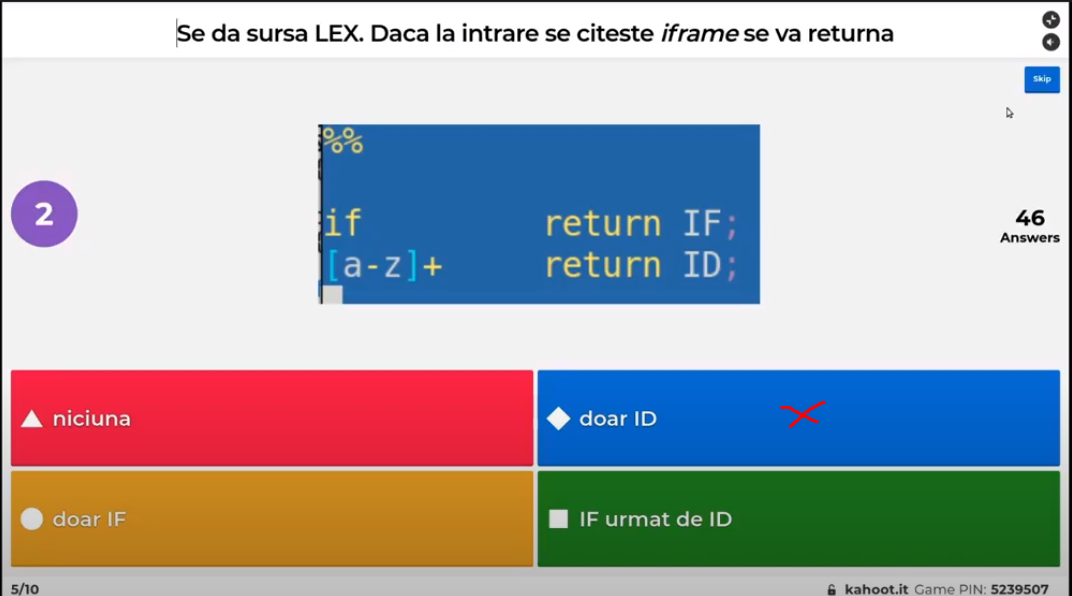 Se da sursa LEX. Daca la intrare se citeste iframe se va returna
Skip
%%
2
if return IF;
[a-z]+ return ID;
46
Answers
niciuna
doar ID
doar IF
IF urmat de ID
5/10
kahoot.it Game PIN: 5239507